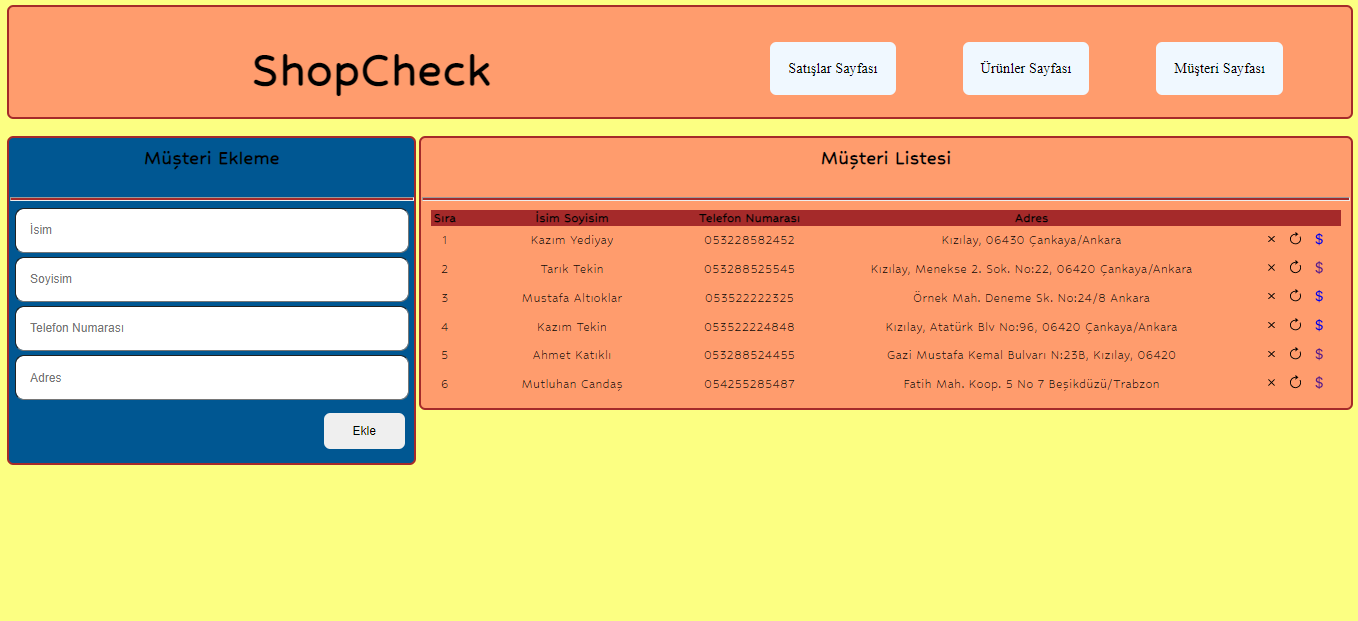 ShopCheck
Satışlar Sayfası Ürünler Sayfası Müşteri Sayfası
Müşteri Ekleme
İsim
Soyisim
Telefon Numarası
Adres
Ekle
Müşteri Listesi
Sıra İsim Soyisim Telefon Numarası Adres
1 Kazım Yediyay 053228582452 Kızılay, 06430 Çankaya/Ankara × $
2 Tarık Tekin 053288525545 Kızılay, Menekse 2. Sok. No:22, 06420 Çankaya/Ankara × $
3 Mustafa Altıoklar 053522222325 Örnek Mah. Deneme Sk. No:24/8 Ankara × $
4 Kazım Tekin 053522224848 Kızılay, Atatürk Blv No:96, 06420 Çankaya/Ankara × $
5 Ahmet Katıklı 053288524455 Gazi Mustafa Kemal Bulvarı N:23B, Kızılay, 06420 × $
6 Mutluhan Candaş 054255285487 Fatih Mah. Koop. 5 No 7 Beşikdüzü/Trabzon × $